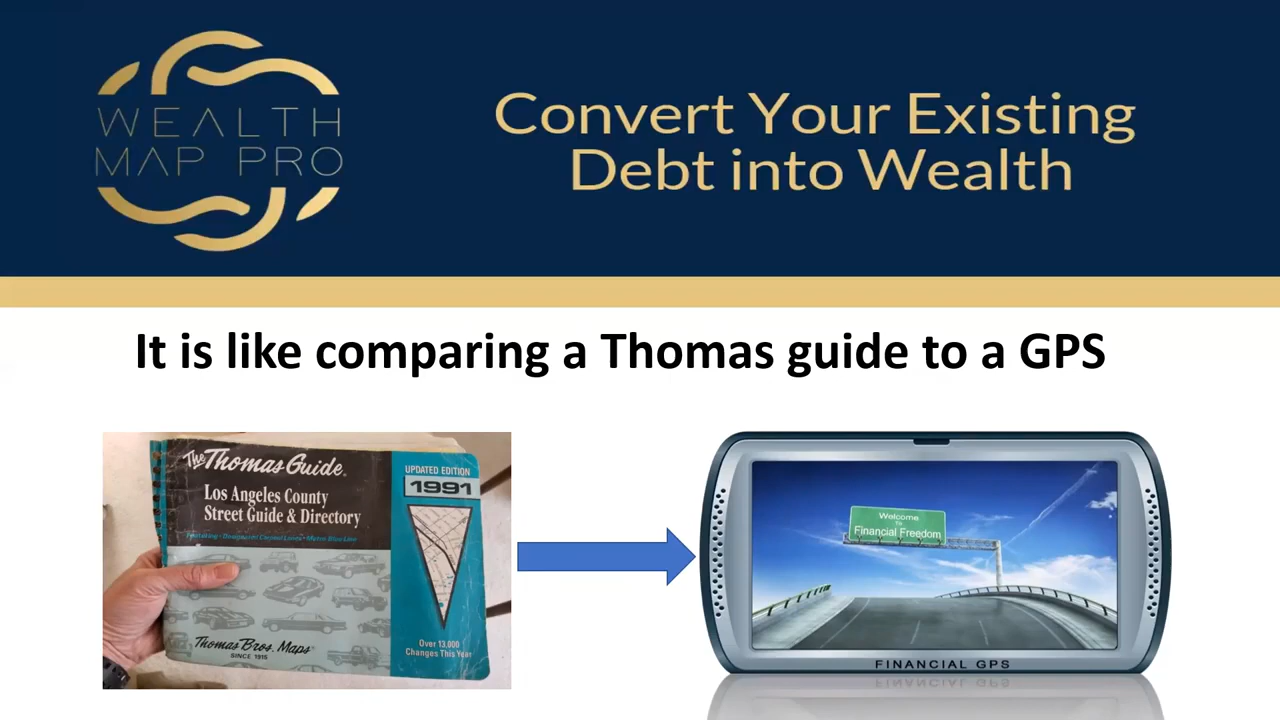 WEALTH
MAP PRO
Convert Your Existing
Debt into Wealth
It is like comparing a Thomas guide to a GPS
The Thomas Guide
Los Angeles County
Street Guide & Directory
UPDATED EDITION
1991
Thomas Bros. Maps
SINCE 1915
Over 13,000
Changes This Year
Welcome
To
Financial Freedom
FINANCIAL GPS